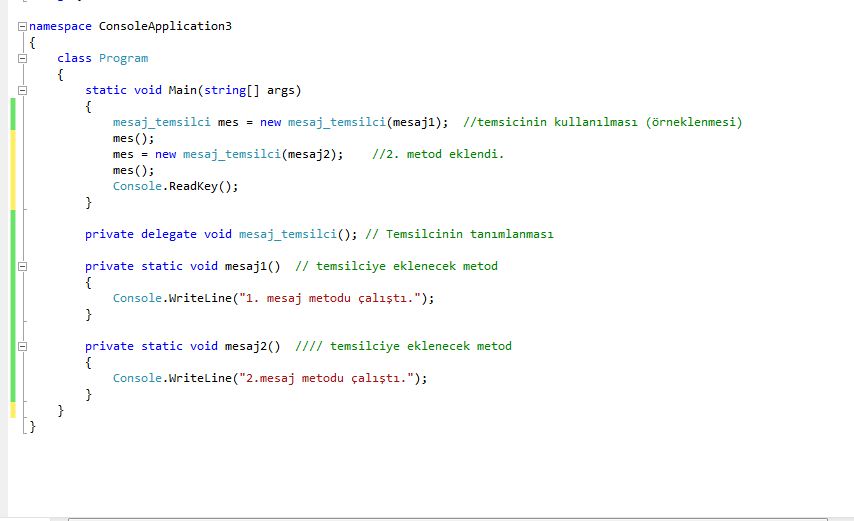 namespace ConsoleApplication3
{
    class Program
    {
        static void Main(string[] args)
        {
            mesaj_temsilci mes = new mesaj_temsilci(mesaj1);  //temsicinin kullanılması (örneklenmesi)
            mes();
            mes = new mesaj_temsilci(mesaj2);    //2. metod eklendi.
            mes();
            Console.ReadKey();
        }
        private delegate void mesaj_temsilci(); // Temsilcinin tanımlanması
        private static void mesaj1()  // temsilciye eklenecek metod
        {
            Console.WriteLine("1. mesaj metodu çalıştı.");
        }
        private static void mesaj2()  //// temsilciye eklenecek metod
        {
            Console.WriteLine("2.mesaj metodu çalıştı.");
        }
    }
}